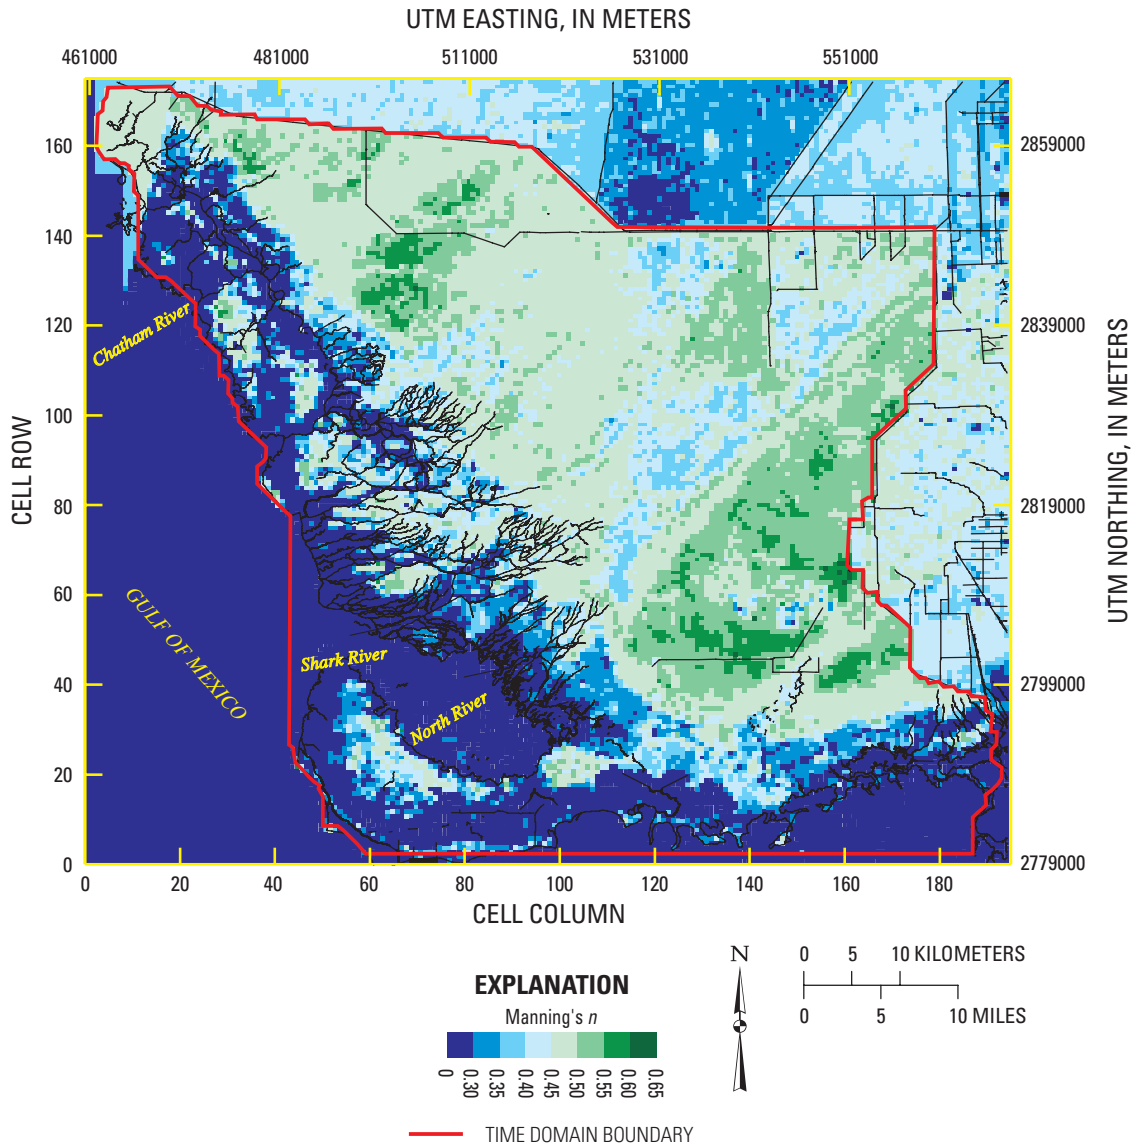 UTM EASTING, IN METERS
461000 481000 511000 531000 551000
160
140
120
100
80
60
40
20
0
CELL ROW
2859000
2839000
2819000
2799000
2779000
UTM NORTHING, IN METERS
Chatham River
GULF OF MEXICO
Shark River
North River
0 20 40 60 80 100 120 140 160 180
CELL COLUMN
N
0 5 10 KILOMETERS
0 5 10 MILES
EXPLANATION
Manning's n
0 0.30 0.35 0.40 0.45 0.50 0.55 0.60 0.65
TIME DOMAIN BOUNDARY